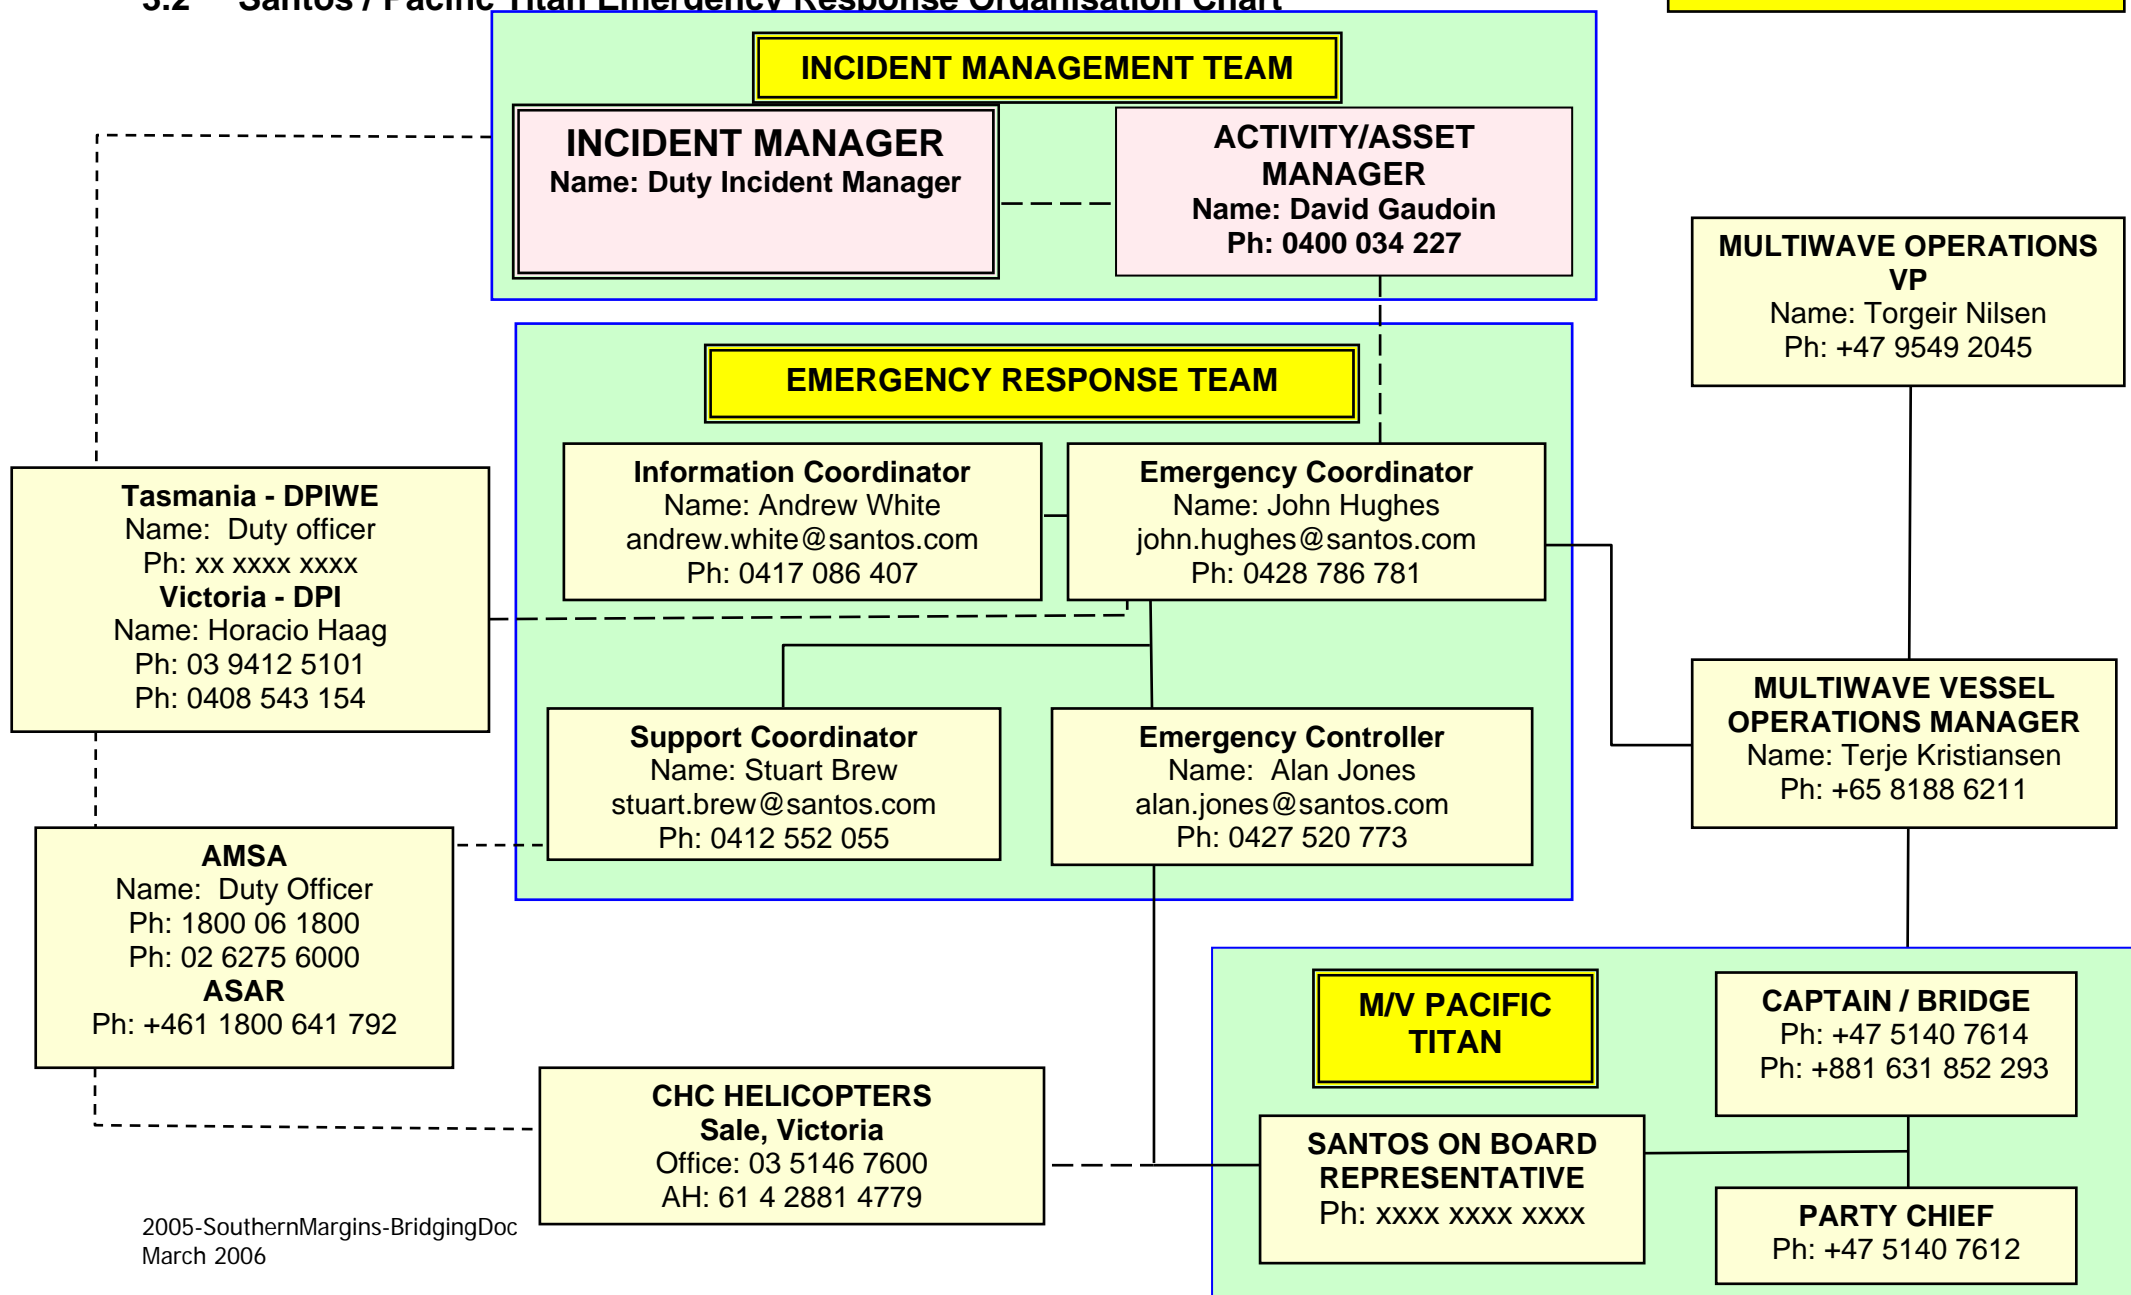 3.2 Santos / Pacific Titan Emergency Response Organisation Chart
INCIDENT MANAGEMENT TEAM
INCIDENT MANAGER
Name: Duty Incident Manager
ACTIVITY/ASSET
MANAGER
Name: David Gaudoin
Ph: 0400 034 227
MULTIWAVE OPERATIONS
VP
Name: Torgeir Nilsen
Ph: +47 9549 2045
EMERGENCY RESPONSE TEAM
Information Coordinator
Name: Andrew White
andrew.white@santos.com
Ph: 0417 086 407
Emergency Coordinator
Name: John Hughes
john.hughes@santos.com
Ph: 0428 786 781
Tasmania - DPIWE
Name: Duty officer
Ph: xx xxxx xxxx
Victoria - DPI
Name: Horacio Haag
Ph: 03 9412 5101
Ph: 0408 543 154
Support Coordinator
Name: Stuart Brew
stuart.brew@santos.com
Ph: 0412 552 055
Emergency Controller
Name: Alan Jones
alan.jones@santos.com
Ph: 0427 520 773
MULTIWAVE VESSEL
OPERATIONS MANAGER
Name: Terje Kristiansen
Ph: +65 8188 6211
AMSA
Name: Duty Officer
Ph: 1800 06 1800
Ph: 02 6275 6000
ASAR
Ph: +461 1800 641 792
M/V PACIFIC
TITAN
CAPTAIN / BRIDGE
Ph: +47 5140 7614
Ph: +881 631 852 293
CHC HELICOPTERS
Sale, Victoria
Office: 03 5146 7600
AH: 61 4 2881 4779
SANTOS ON BOARD
REPRESENTATIVE
Ph: xxxx xxxx xxxx
PARTY CHIEF
Ph: +47 5140 7612
2005-SouthernMargins-BridgingDoc
March 2006